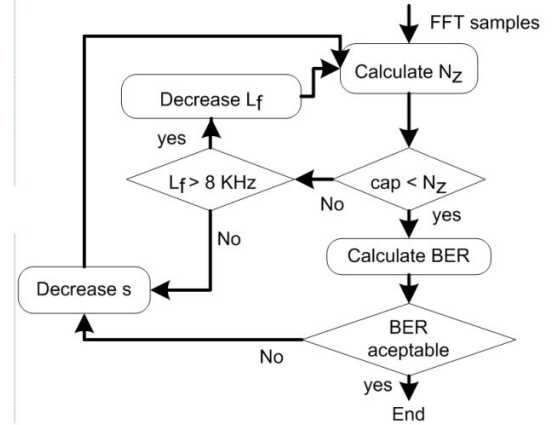 FFT samples
Calculate Nz
Decrease Lf
yes
Lf > 8 KHz
cap < Nz
No
yes
No
Calculate BER
Decrease s
BER
aceptable
No
yes
End